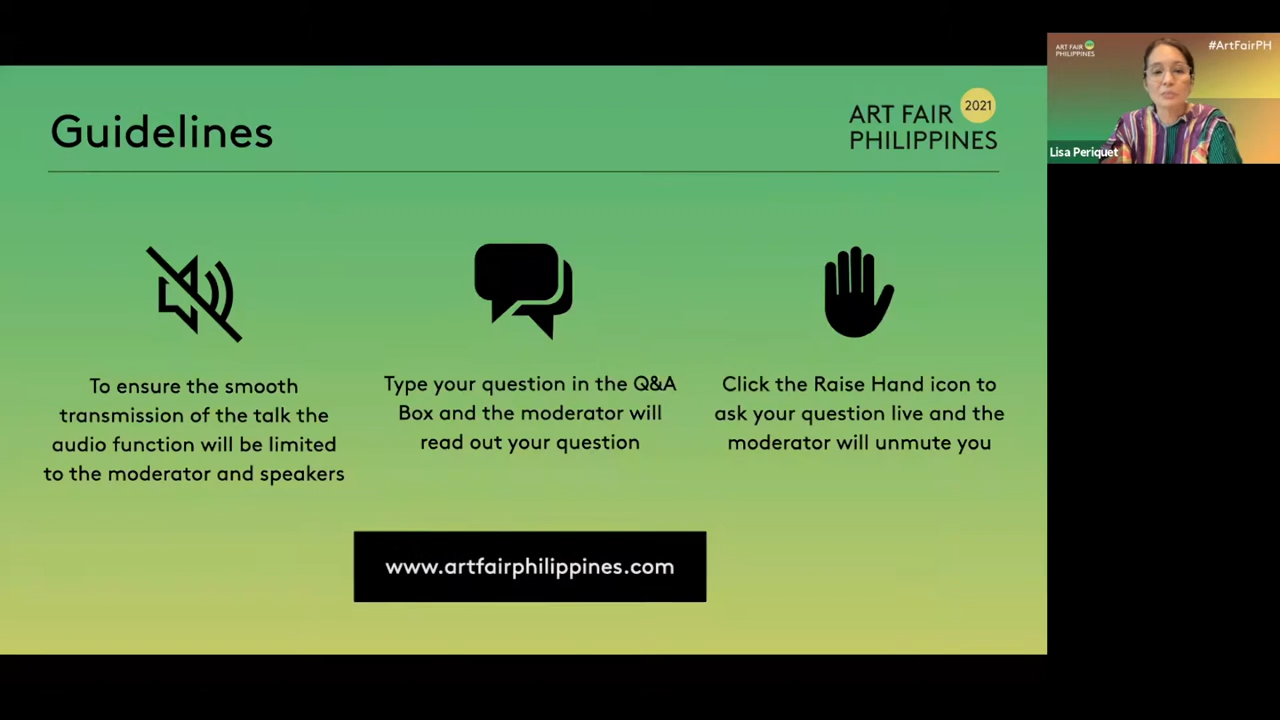 Guidelines
ART FAIR 2021
PHILIPPINES
To ensure the smooth
transmission of the talk the
audio function will be limited
to the moderator and speakers
Type your question in the Q&A
Box and the moderator will
read out your question
Click the Raise Hand icon to
ask your question live and the
moderator will unmute you
www.artfairphilippines.com
ART FAIR
PHILIPPINES
#ArtFairPH
Lisa Periquet